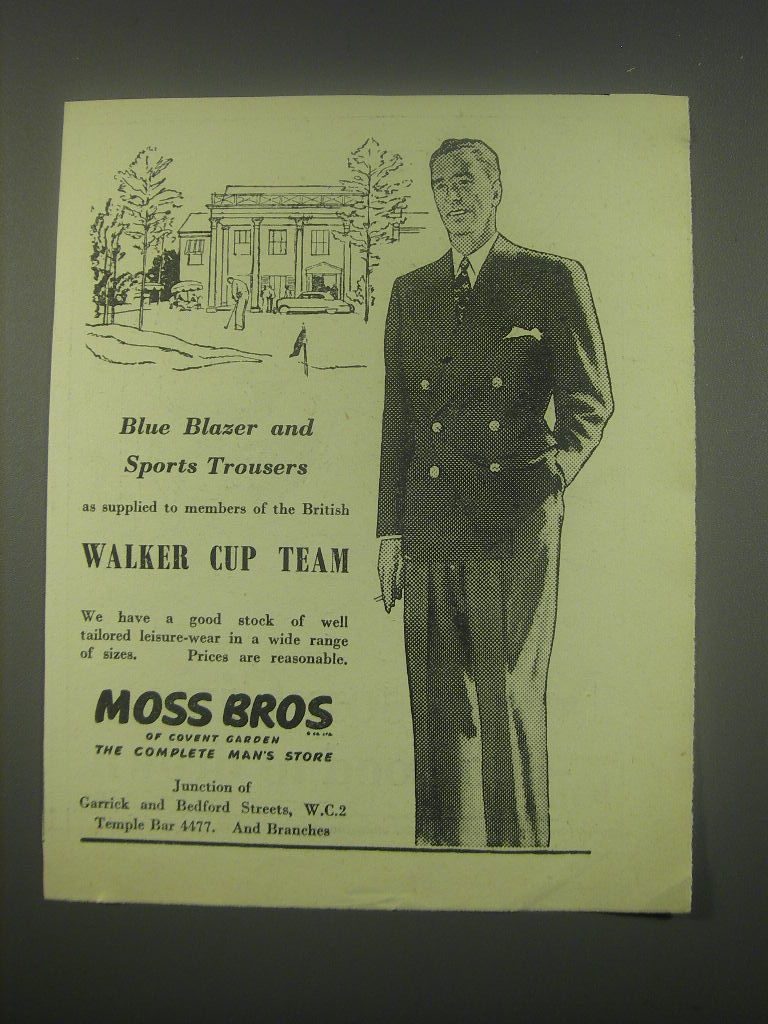 Blue Blazer and
Sports Trousers
as supplied to members of the British
WALKER CUP TEAM
We have a good stock of well
tailored leisure-wear in a wide range
of sizes. Prices are reasonable.
MOSS BROS
& CO. LTD.
OF COVENT GARDEN
THE COMPLETE MAN'S STORE
Junction of
Garrick and Bedford Streets, W.C.2
Temple Bar 4477. And Branches